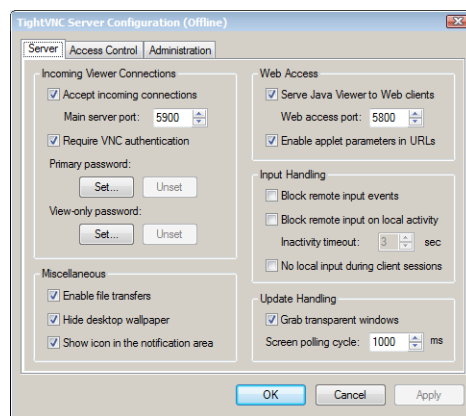 TightVNC Server Configuration (Offline)
Server Access Control Administration
Incoming Viewer Connections
Accept incoming connections
Main server port: 5900
Require VNC authentication
Primary password:
Set... Unset
View-only password:
Set... Unset
Miscellaneous
Enable file transfers
Hide desktop wallpaper
Show icon in the notification area
Web Access
Serve Java Viewer to Web clients
Web access port: 5800
Enable applet parameters in URLs
Input Handling
Block remote input events
Block remote input on local activity
Inactivity timeout: 3 sec
No local input during client sessions
Update Handling
Grab transparent windows
Screen polling cycle: 1000 ms
OK Cancel Apply